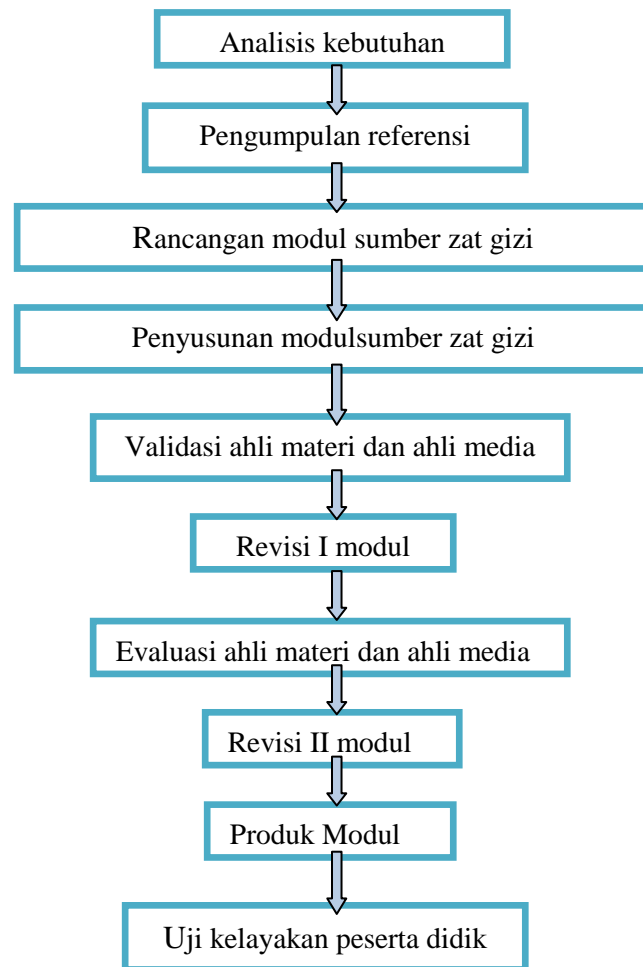 Analisis kebutuhan
Pengumpulan referensi
Rancangan modul sumber zat gizi
Penyusunan modulsumber zat gizi
Validasi ahli materi dan ahli media
Revisi I modul
Evaluasi ahli materi dan ahli media
Revisi II modul
Produk Modul
Uji kelayakan peserta didik